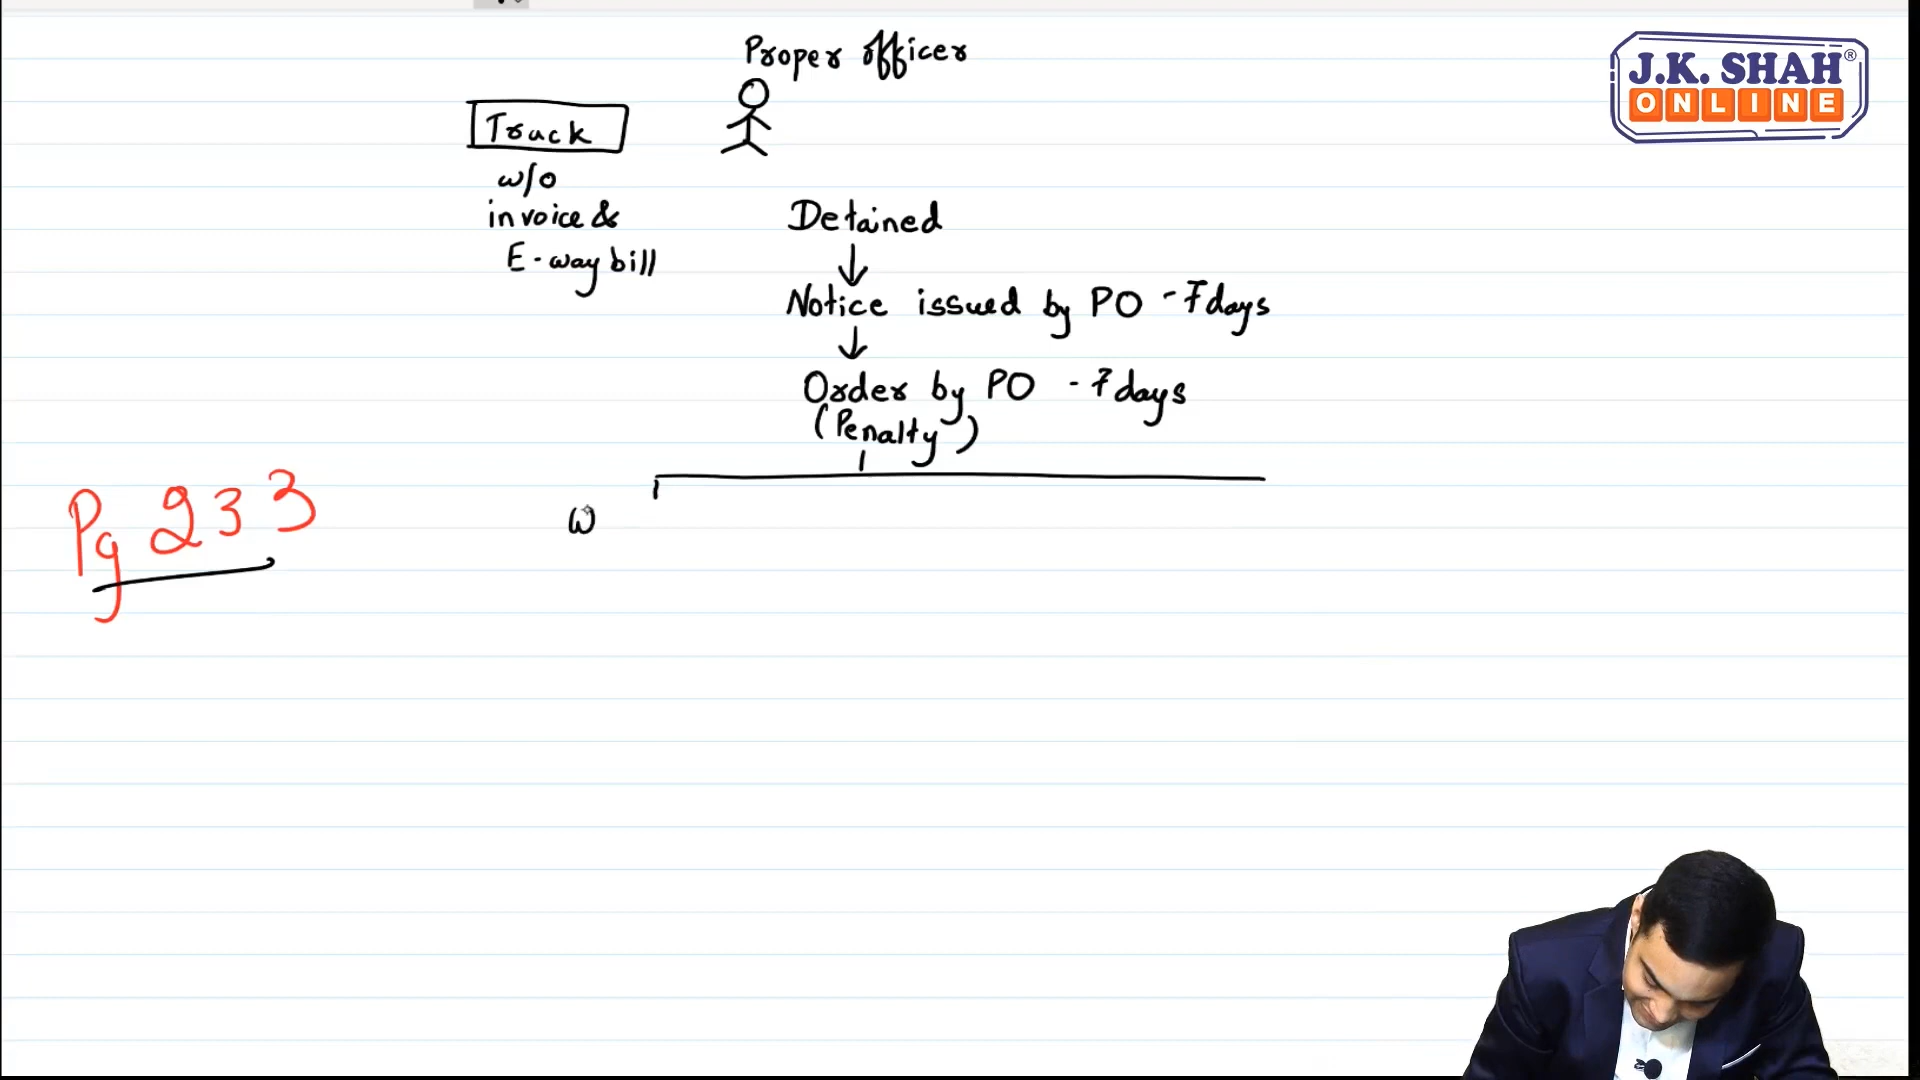 Proper officer
J.K. SHAH®
ONLINE
Truck
w/o
invoice &
E-way bill
Detained
Notice issued by PO - 7 days
Order by PO - 7 days
(Penalty)
Pg 233
w